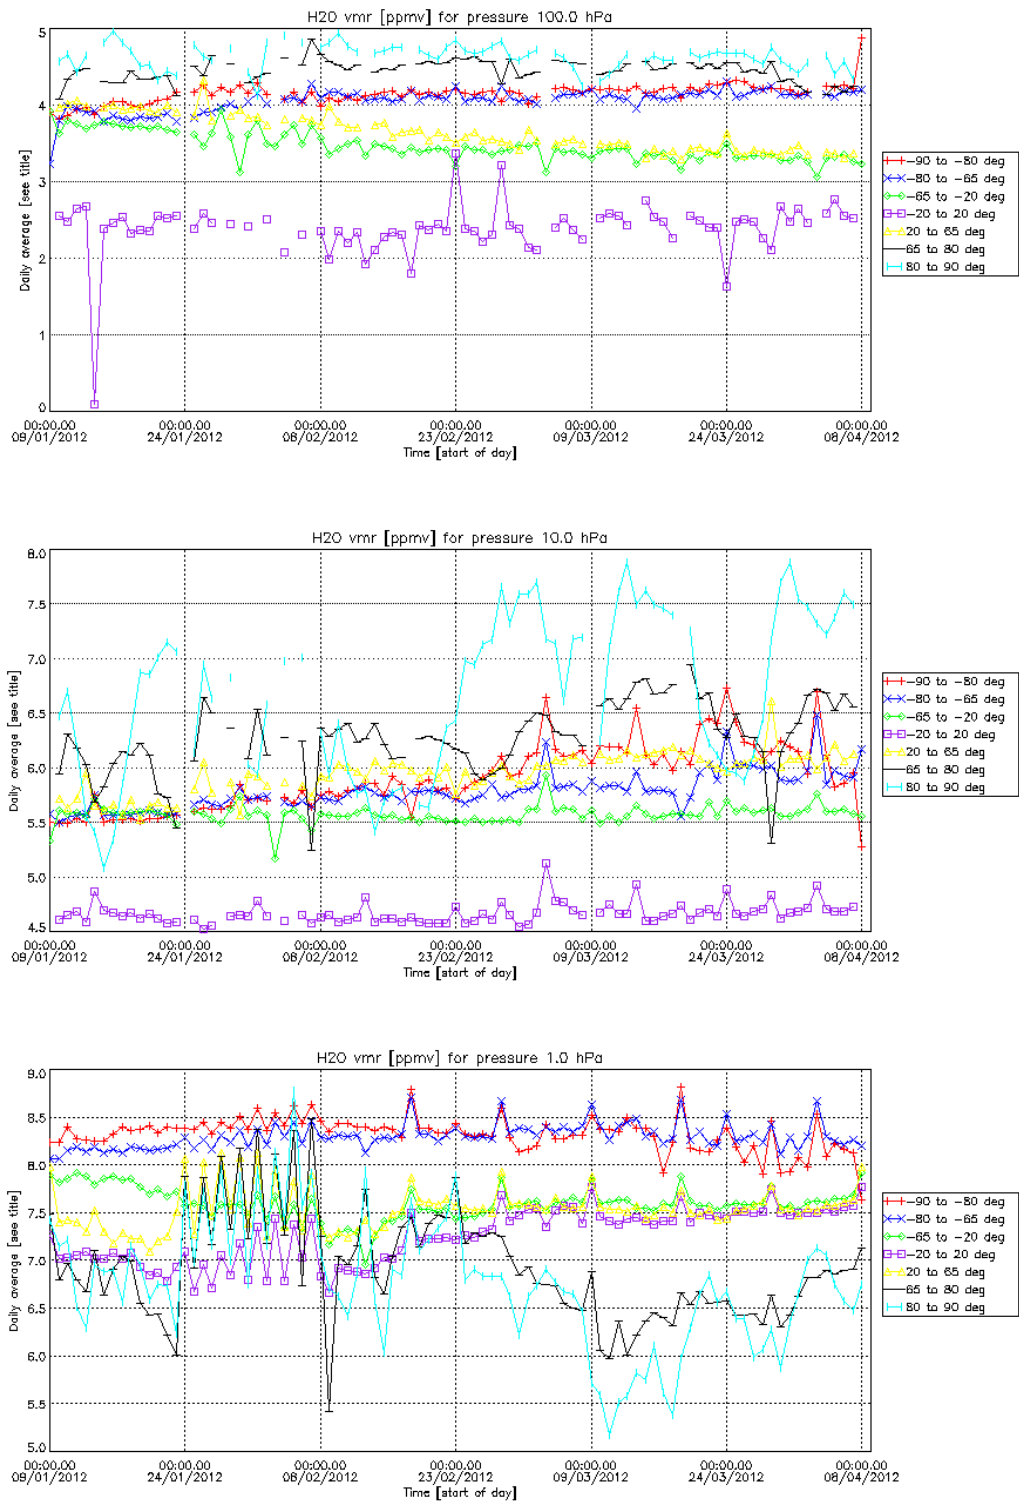 H2O vmr [ppmv] for pressure 100.0 hPa
Daily average [see title]
5
4
3
2
1
0
00:00.00 00:00.00 00:00.00 00:00.00 00:00.00 00:00.00 00:00.00
09/01/2012 24/01/2012 08/02/2012 23/02/2012 09/03/2012 24/03/2012 08/04/2012
Time [start of day]
-90 to -80 deg
-80 to -65 deg
-65 to -20 deg
-20 to 20 deg
20 to 65 deg
65 to 80 deg
80 to 90 deg
H2O vmr [ppmv] for pressure 10.0 hPa
Daily average [see title]
8.0
7.5
7.0
6.5
6.0
5.5
5.0
4.5
00:00.00 00:00.00 00:00.00 00:00.00 00:00.00 00:00.00 00:00.00
09/01/2012 24/01/2012 08/02/2012 23/02/2012 09/03/2012 24/03/2012 08/04/2012
Time [start of day]
-90 to -80 deg
-80 to -65 deg
-65 to -20 deg
-20 to 20 deg
20 to 65 deg
65 to 80 deg
80 to 90 deg
H2O vmr [ppmv] for pressure 1.0 hPa
Daily average [see title]
9.0
8.5
8.0
7.5
7.0
6.5
6.0
5.5
5.0
00:00.00 00:00.00 00:00.00 00:00.00 00:00.00 00:00.00 00:00.00
09/01/2012 24/01/2012 08/02/2012 23/02/2012 09/03/2012 24/03/2012 08/04/2012
Time [start of day]
-90 to -80 deg
-80 to -65 deg
-65 to -20 deg
-20 to 20 deg
20 to 65 deg
65 to 80 deg
80 to 90 deg